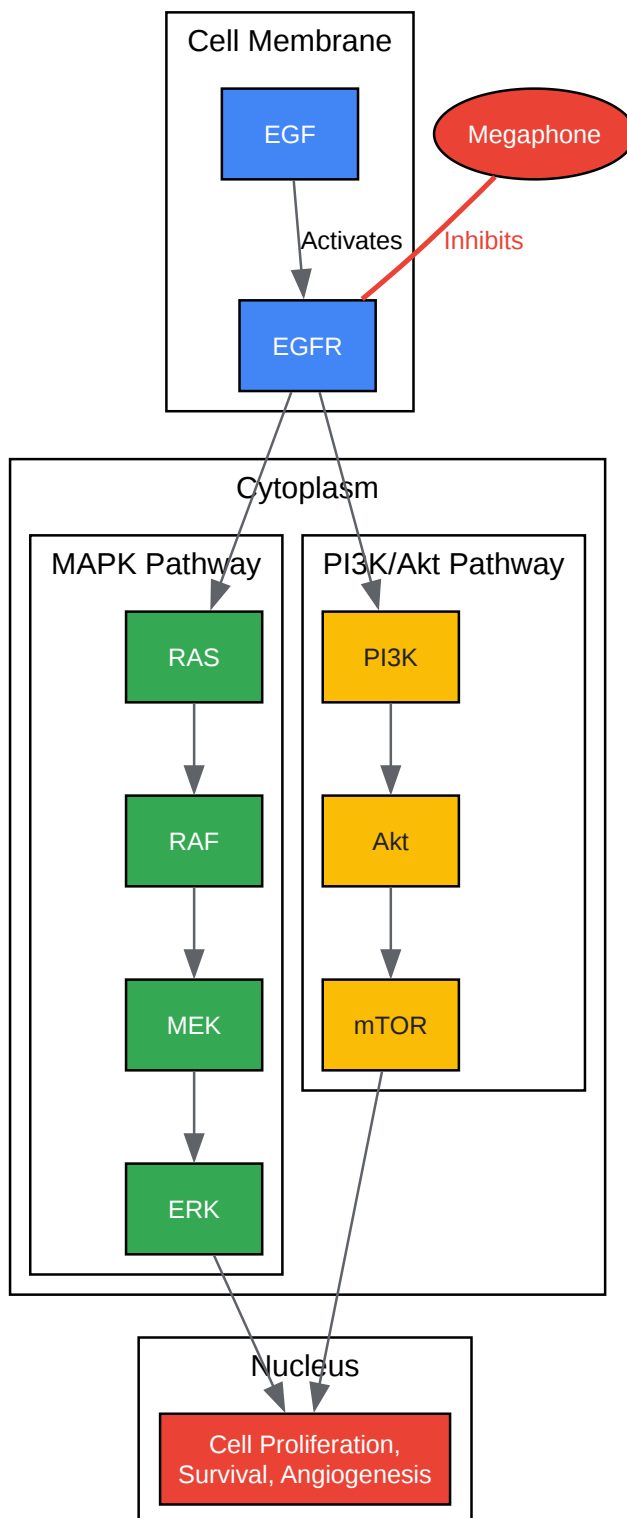 Cell Membrane
EGF
Megaphone
Activates
Inhibits
EGFR
Cytoplasm
MAPK Pathway
PI3K/Akt Pathway
RAS
PI3K
RAF
Akt
MEK
mTOR
ERK
Nucleus
Cell Proliferation,
Survival, Angiogenesis